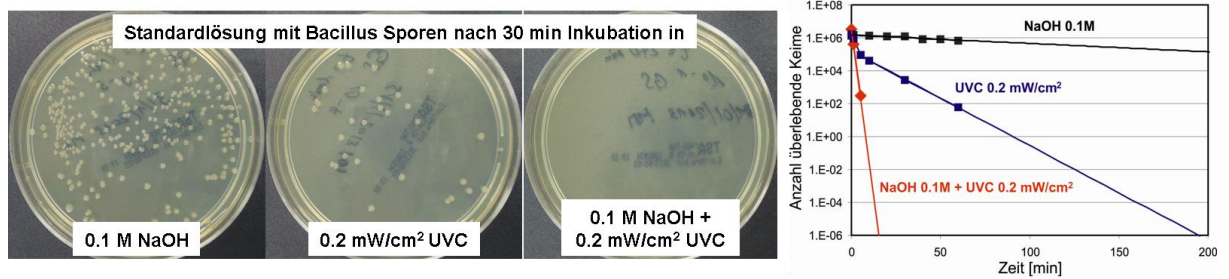 Standardlösung mit Bacillus Sporen nach 30 min Inkubation in
0.1 M NaOH
0.2 mW/cm² UVC
0.1 M NaOH +
0.2 mW/cm² UVC
Anzahl überlebende Keime
1.E+08
1.E+06
1.E+04
1.E+02
1.E+00
1.E-02
1.E-04
1.E-06
NaOH 0.1M
UVC 0.2 mW/cm²
NaOH 0.1M + UVC 0.2 mW/cm²
0
50
100
150
200
Zeit [min]